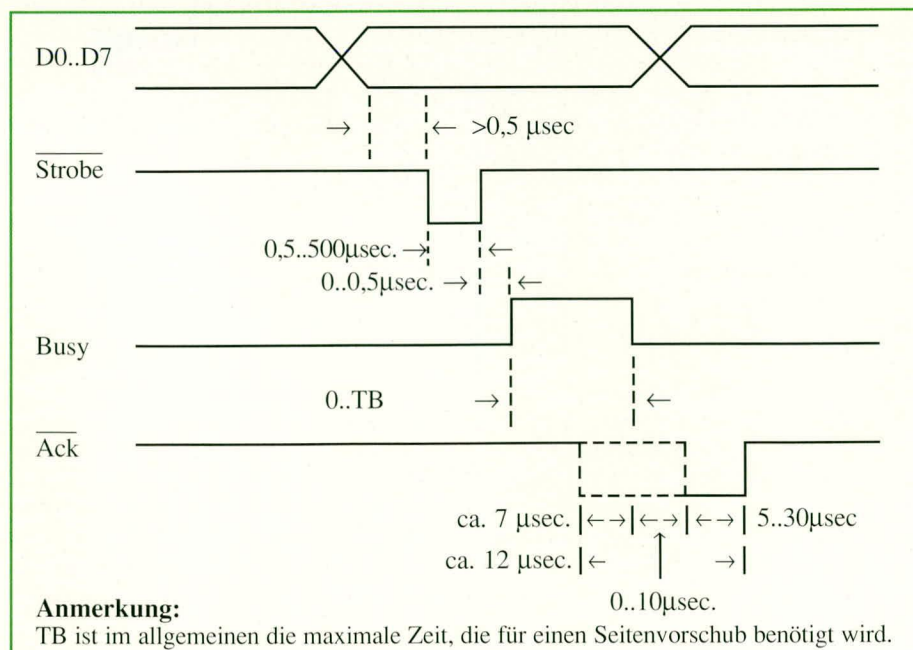 D0..D7
→ ← >0,5 µsec
Strobe
0,5..500µsec. → ←
0..0,5µsec. → ←
Busy
0..TB → ←
Ack
ca. 7 µsec. |←→|←→|←→| 5..30µsec
ca. 12 µsec. |← →|
0..10µsec.
Anmerkung:
TB ist im allgemeinen die maximale Zeit, die für einen Seitenvorschub benötigt wird.